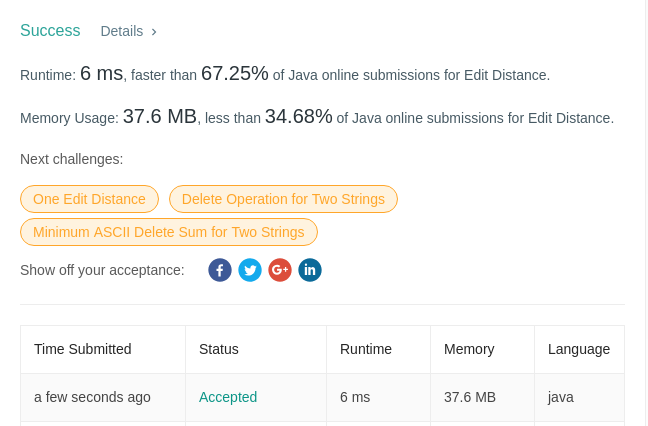 Success Details >
Runtime: 6 ms, faster than 67.25% of Java online submissions for Edit Distance.
Memory Usage: 37.6 MB, less than 34.68% of Java online submissions for Edit Distance.
Next challenges:
One Edit Distance Delete Operation for Two Strings
Minimum ASCII Delete Sum for Two Strings
Show off your acceptance: f G+ in
Time Submitted Status Runtime Memory Language
a few seconds ago Accepted 6 ms 37.6 MB java